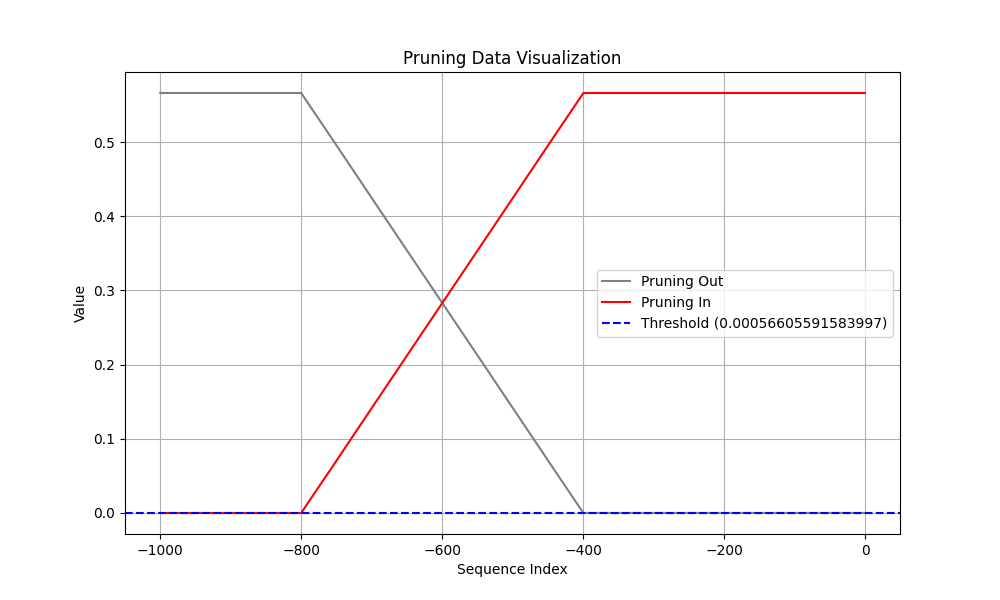 Pruning Data Visualization
Value
0.5
0.4
0.3
0.2
0.1
0.0
Pruning Out
Pruning In
Threshold (0.00056605591583997)
−1000
−800
−600
−400
−200
0
Sequence Index